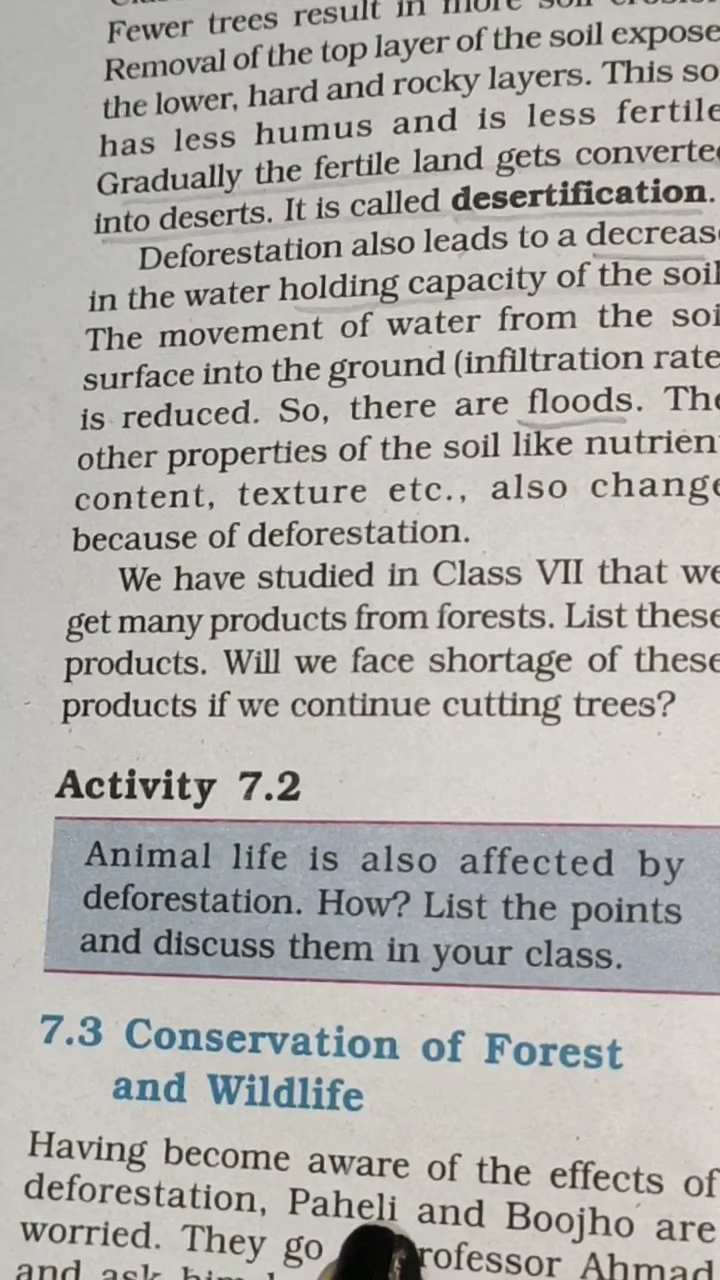 Fewer trees result in more soil
Removal of the top layer of the soil expose
the lower, hard and rocky layers. This so
has less humus and is less fertile
Gradually the fertile land gets converte
into deserts. It is called desertification.
Deforestation also leads to a decreas
in the water holding capacity of the soil
The movement of water from the soi
surface into the ground (infiltration rate
is reduced. So, there are floods. The
other properties of the soil like nutrien
content, texture etc., also change
because of deforestation.
We have studied in Class VII that we
get many products from forests. List these
products. Will we face shortage of these
products if we continue cutting trees?
Activity 7.2
Animal life is also affected by
deforestation. How? List the points
and discuss them in your class.
7.3 Conservation of Forest
and Wildlife
Having become aware of the effects of
deforestation, Paheli and Boojho are
worried. They go rofessor Ahmad
and ask him